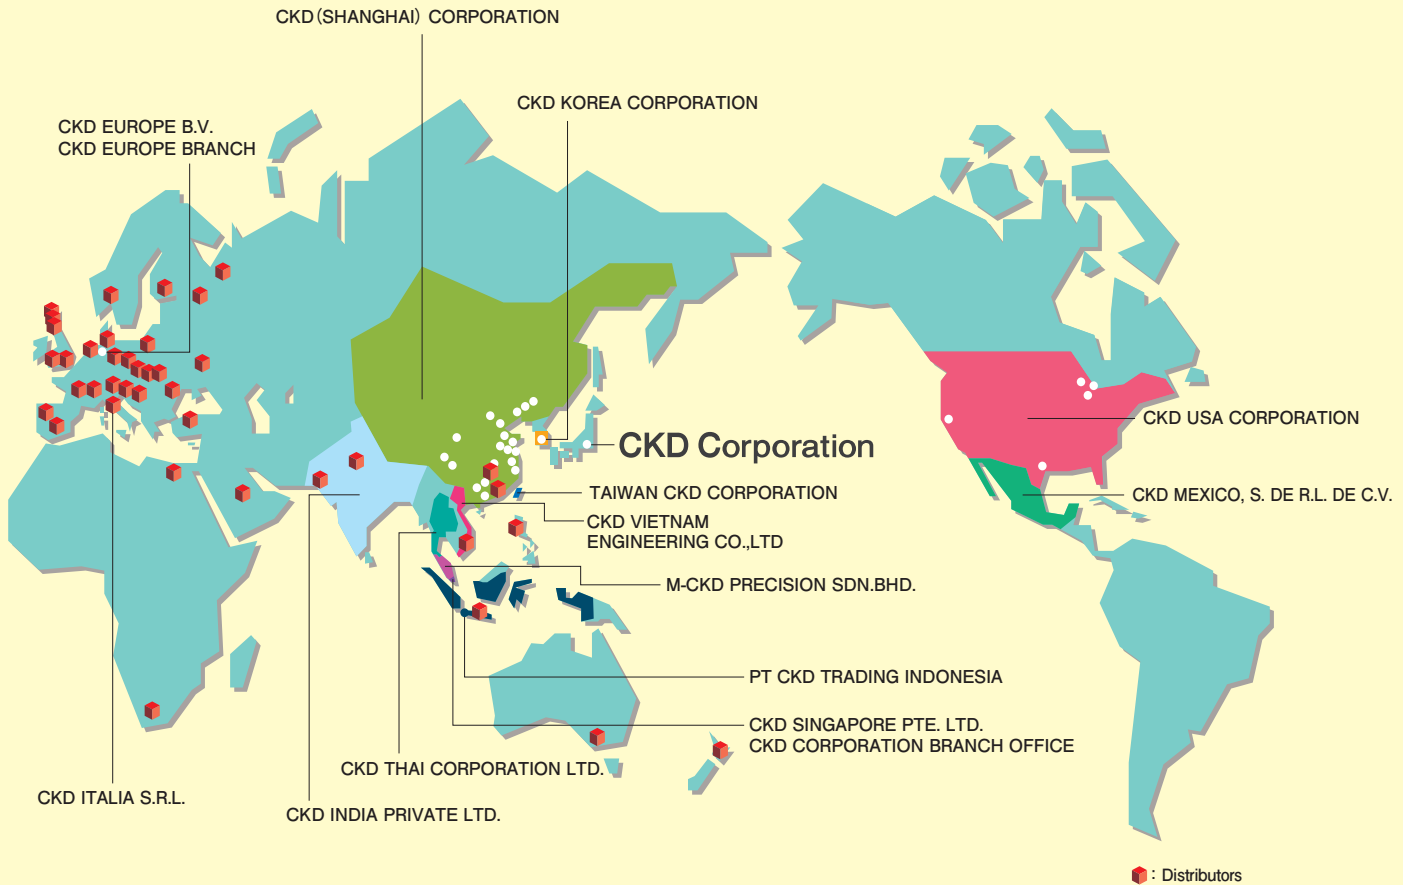 CKD(SHANGHAI) CORPORATION
CKD KOREA CORPORATION
CKD EUROPE B.V.
CKD EUROPE BRANCH
CKD USA CORPORATION
CKD Corporation
TAIWAN CKD CORPORATION
CKD MEXICO, S. DE R.L. DE C.V.
CKD VIETNAM
ENGINEERING CO.,LTD
M-CKD PRECISION SDN.BHD.
PT CKD TRADING INDONESIA
CKD SINGAPORE PTE. LTD.
CKD CORPORATION BRANCH OFFICE
CKD THAI CORPORATION LTD.
CKD ITALIA S.R.L.
CKD INDIA PRIVATE LTD.
: Distributors